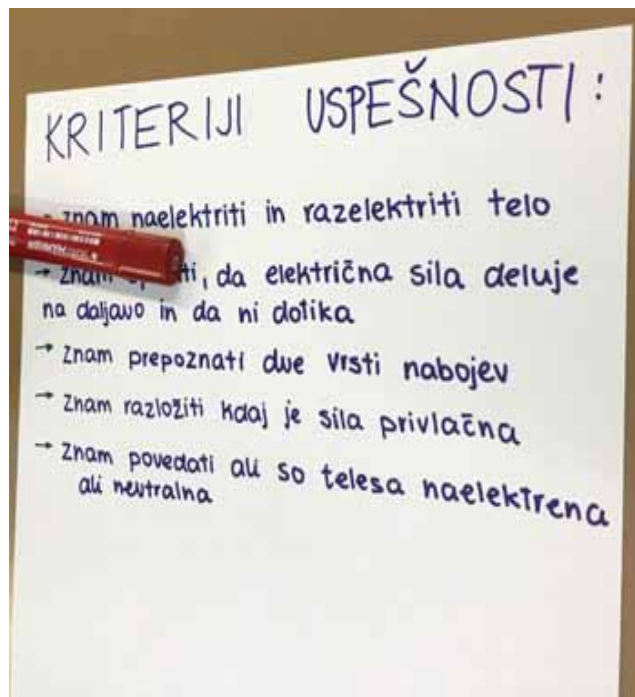 KRITERIJI USPEŠNOSTI:
znam naelektriti in razelektriti telo
→ Znam, da električna sila deluje
na daljavo in da ni dotika
→ Znam prepoznati dve vrsti nabojev
→ Znam razložiti kdaj je sila privlačna
→ Znam povedati ali so telesa naelektrena
ali nevtralna